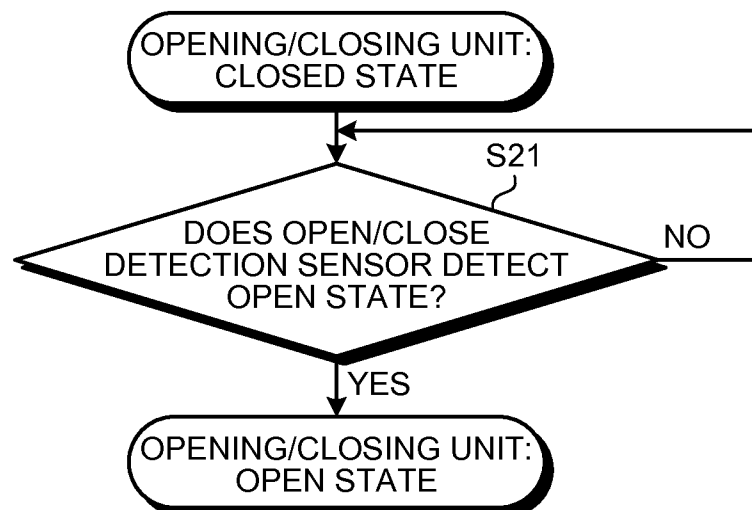 OPENING/CLOSING UNIT:
CLOSED STATE
S21
DOES OPEN/CLOSE
DETECTION SENSOR DETECT
OPEN STATE?
NO
YES
OPENING/CLOSING UNIT:
OPEN STATE